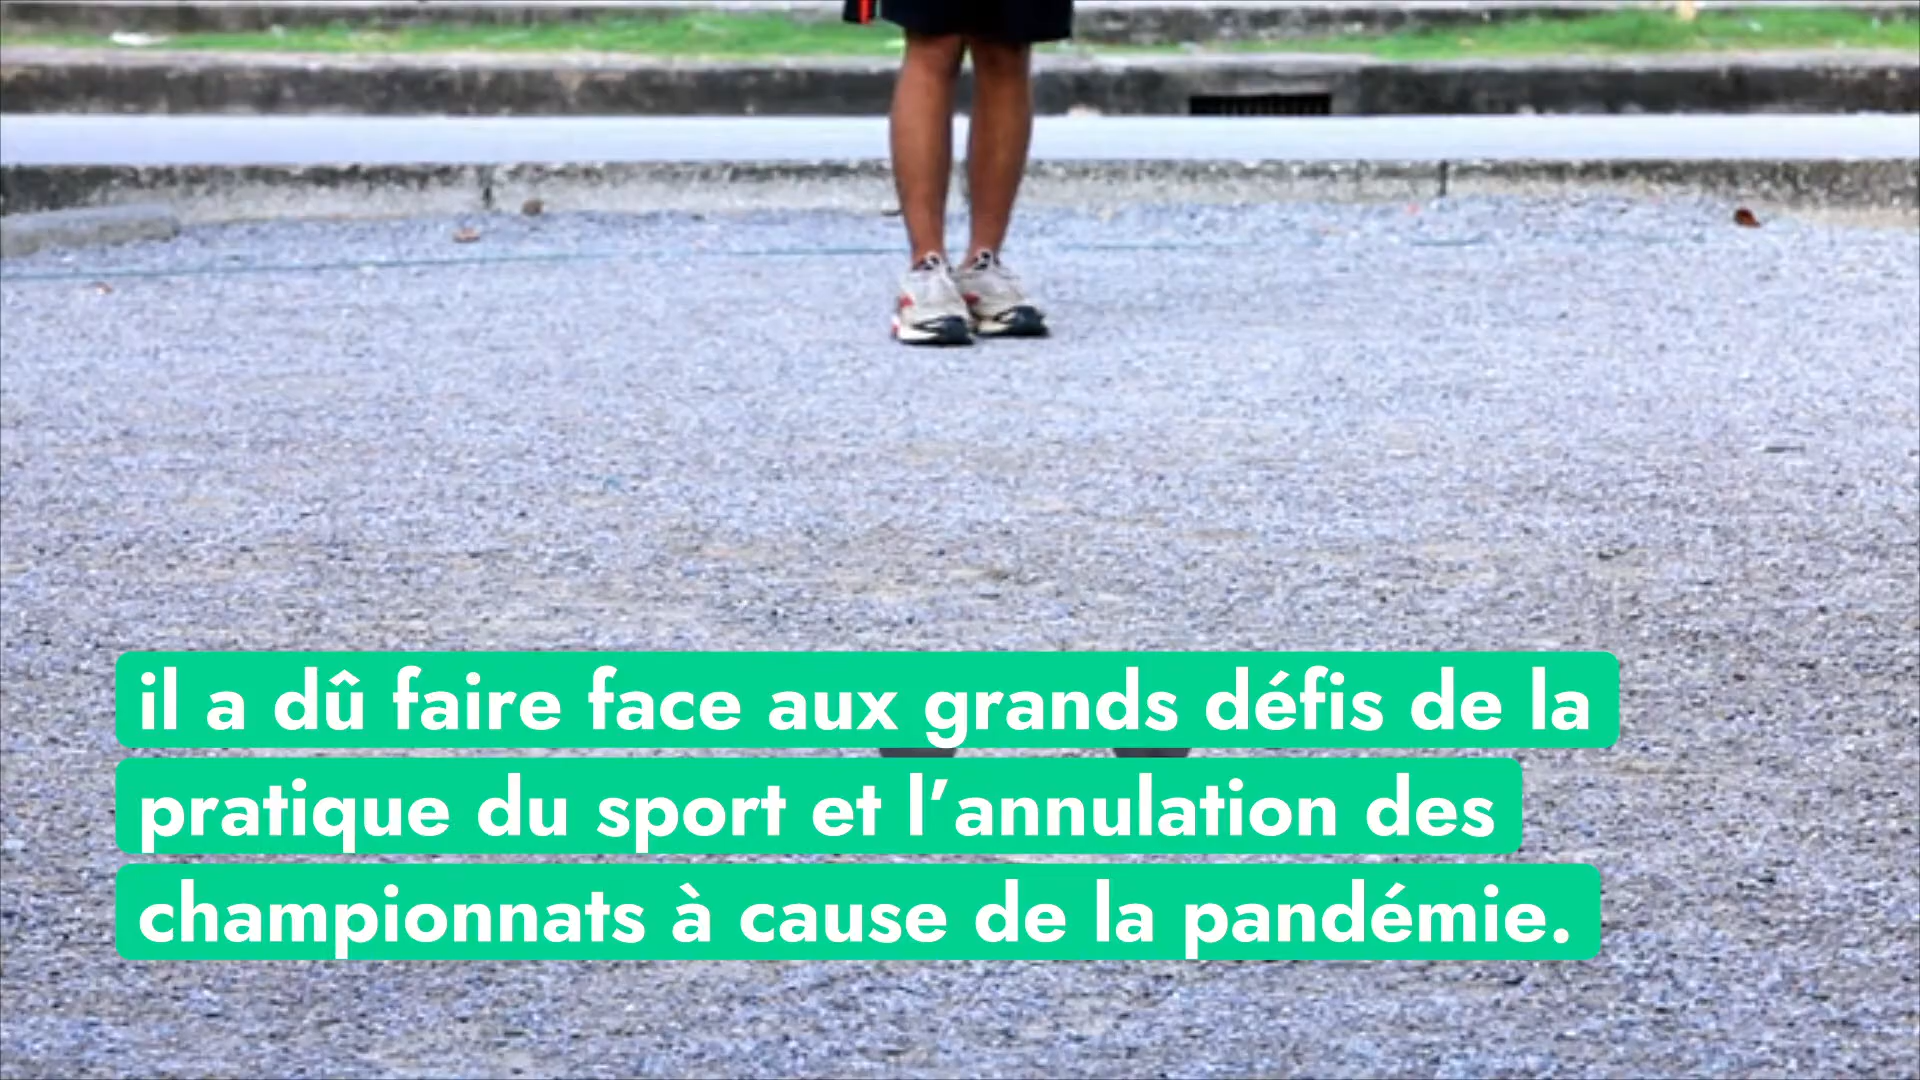 il a dû faire face aux grands défis de la
pratique du sport et l’annulation des
championnats à cause de la pandémie.